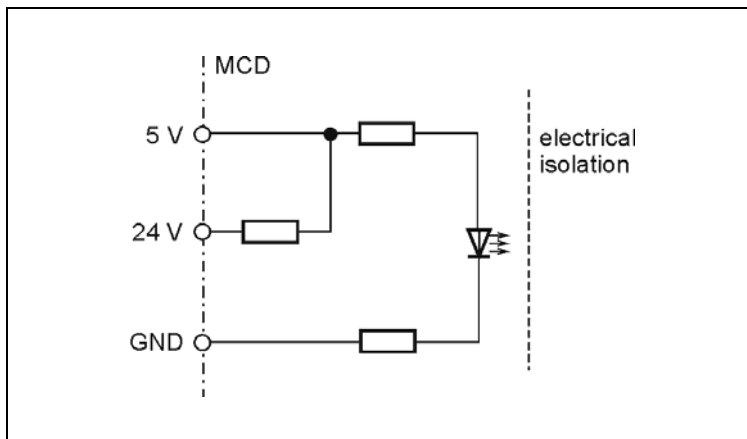 MCD
5 V
electrical
isolation
24 V
GND